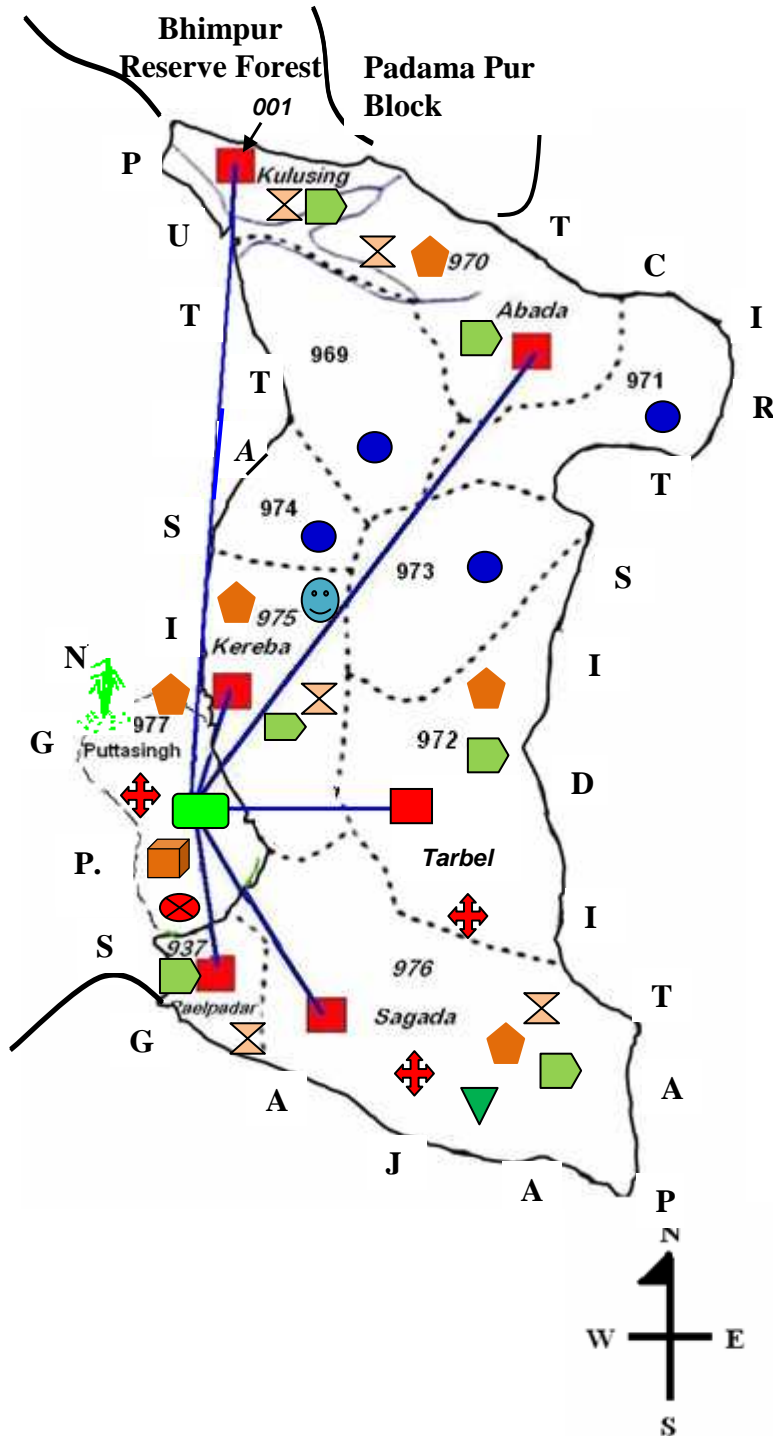 Bhimpur
Reserve Forest
Padama Pur
Block
001
P
Kulusing
U
T
970
C
T
Abada
I
969
T
971
R
A
T
974
S
973
S
975
I
Kereba
N
I
977
972
G
Puttasingh
D
P.
Tarbel
I
S
937
976
T
Sagada
G
A
A
J
A
P
N
W
E
S